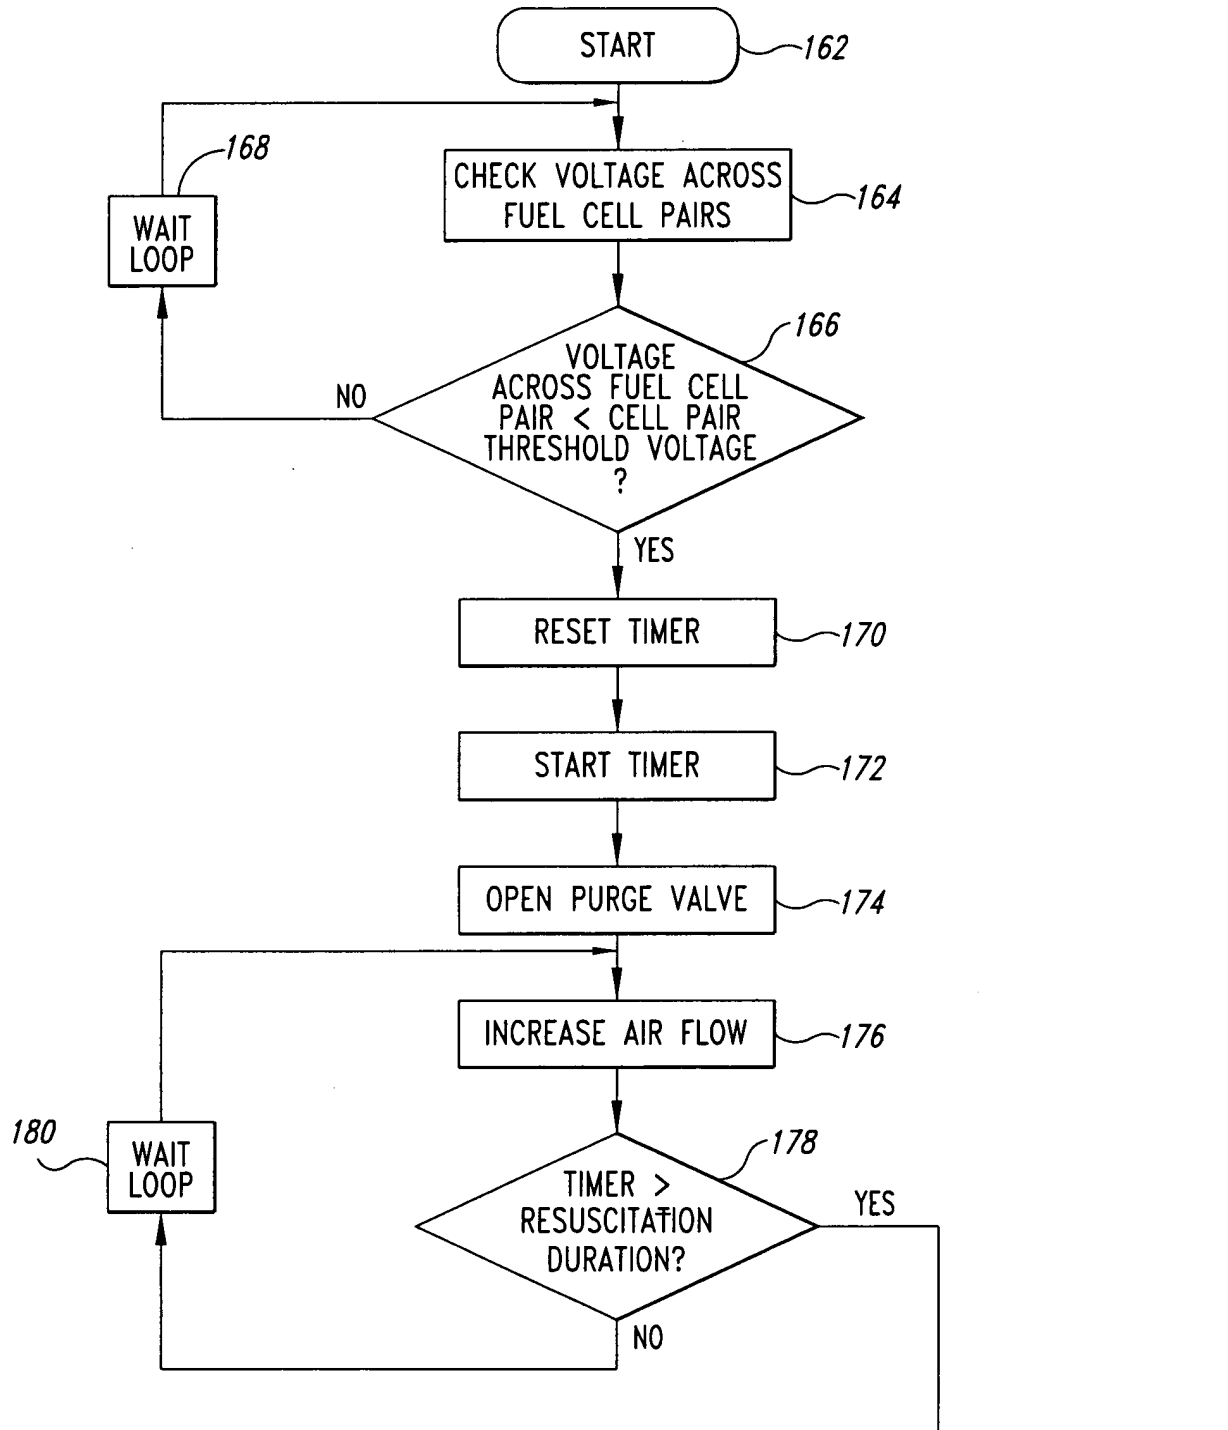 START
162
168
CHECK VOLTAGE ACROSS
FUEL CELL PAIRS
164
WAIT
LOOP
166
VOLTAGE
ACROSS FUEL CELL
PAIR < CELL PAIR
THRESHOLD VOLTAGE
?
NO
YES
RESET TIMER
170
START TIMER
172
OPEN PURGE VALVE
174
INCREASE AIR FLOW
176
180
WAIT
LOOP
178
TIMER >
RESUSCITATION
DURATION?
YES
NO